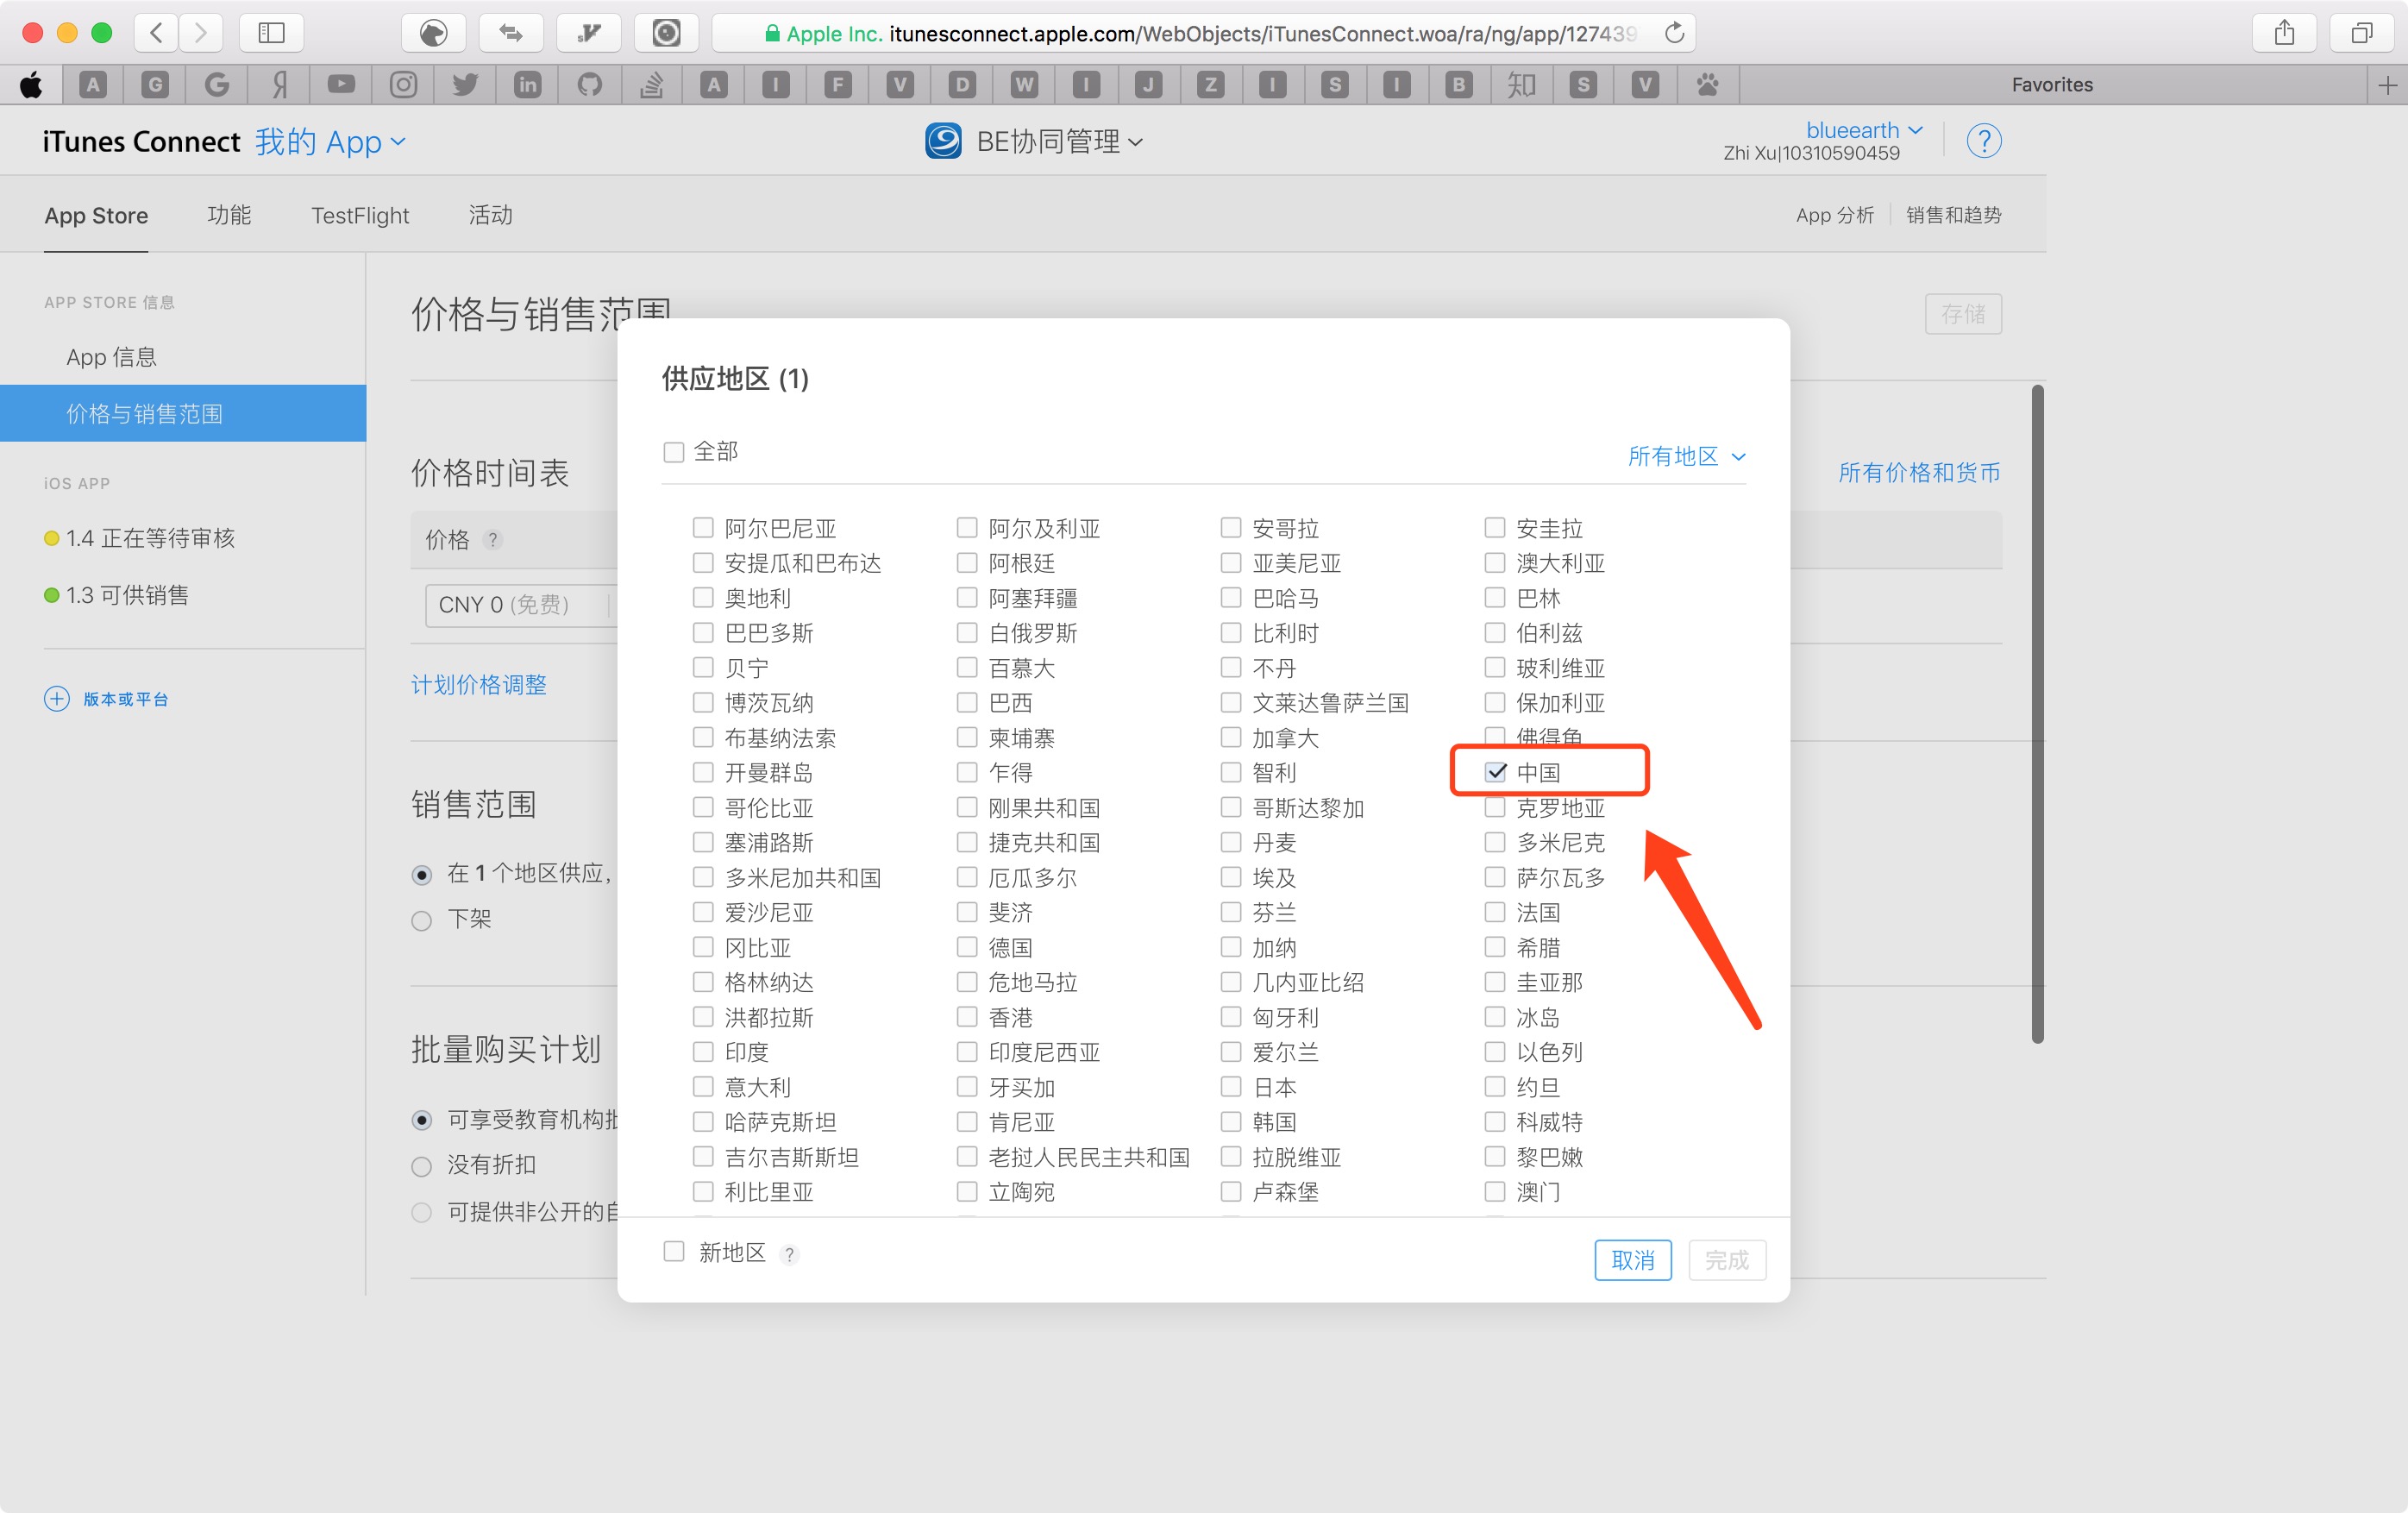 Apple Inc. itunesconnect.apple.com/WebObjects/iTunesConnect.woa/ra/ng/app/127439
A G G Я in A I F V D W I J Z I S I B 知 S V Favorites
iTunes Connect 我的 App
BE协同管理
blueearth
Zhi Xu|10310590459
?
App Store 功能 TestFlight 活动 App 分析 销售和趋势
APP STORE 信息
App 信息
价格与销售范围
iOS APP
1.4 正在等待审核
1.3 可供销售
版本或平台
价格与销售范围
存储
价格时间表
所有价格和货币
价格 ?
CNY 0 (免费)
计划价格调整
销售范围
在 1 个地区供应,
下架
批量购买计划
可享受教育机构批
没有折扣
可提供非公开的自
供应地区 (1)
全部 所有地区
阿尔巴尼亚 阿尔及利亚 安哥拉 安圭拉
安提瓜和巴布达 阿根廷 亚美尼亚 澳大利亚
奥地利 阿塞拜疆 巴哈马 巴林
巴巴多斯 白俄罗斯 比利时 伯利兹
贝宁 百慕大 不丹 玻利维亚
博茨瓦纳 巴西 文莱达鲁萨兰国 保加利亚
布基纳法索 柬埔寨 加拿大 佛得角
开曼群岛 乍得 智利 中国
哥伦比亚 刚果共和国 哥斯达黎加 克罗地亚
塞浦路斯 捷克共和国 丹麦 多米尼克
多米尼加共和国 厄瓜多尔 埃及 萨尔瓦多
爱沙尼亚 斐济 芬兰 法国
冈比亚 德国 加纳 希腊
格林纳达 危地马拉 几内亚比绍 圭亚那
洪都拉斯 香港 匈牙利 冰岛
印度 印度尼西亚 爱尔兰 以色列
意大利 牙买加 日本 约旦
哈萨克斯坦 肯尼亚 韩国 科威特
吉尔吉斯斯坦 老挝人民民主共和国 拉脱维亚 黎巴嫩
利比里亚 立陶宛 卢森堡 澳门
新地区 ?
取消 完成